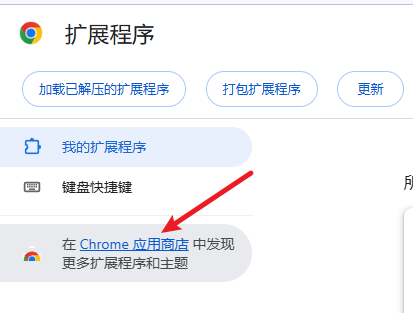 扩展程序
加载已解压的扩展程序
打包扩展程序
更新
我的扩展程序
键盘快捷键
在 Chrome 应用商店 中发现
更多扩展程序和主题